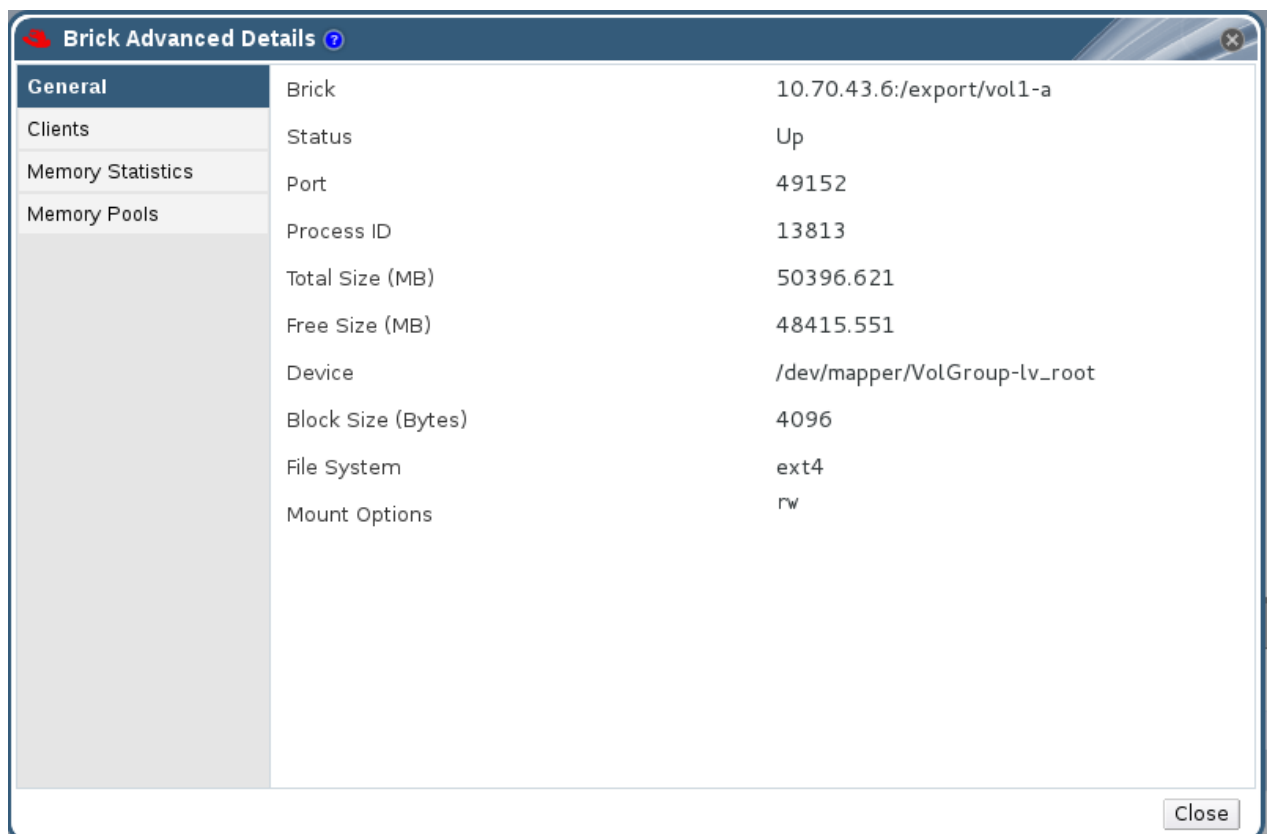 Brick Advanced Details ?
General
Clients
Memory Statistics
Memory Pools
Brick 10.70.43.6:/export/vol1-a
Status Up
Port 49152
Process ID 13813
Total Size (MB) 50396.621
Free Size (MB) 48415.551
Device /dev/mapper/VolGroup-lv_root
Block Size (Bytes) 4096
File System ext4
Mount Options rw
Close